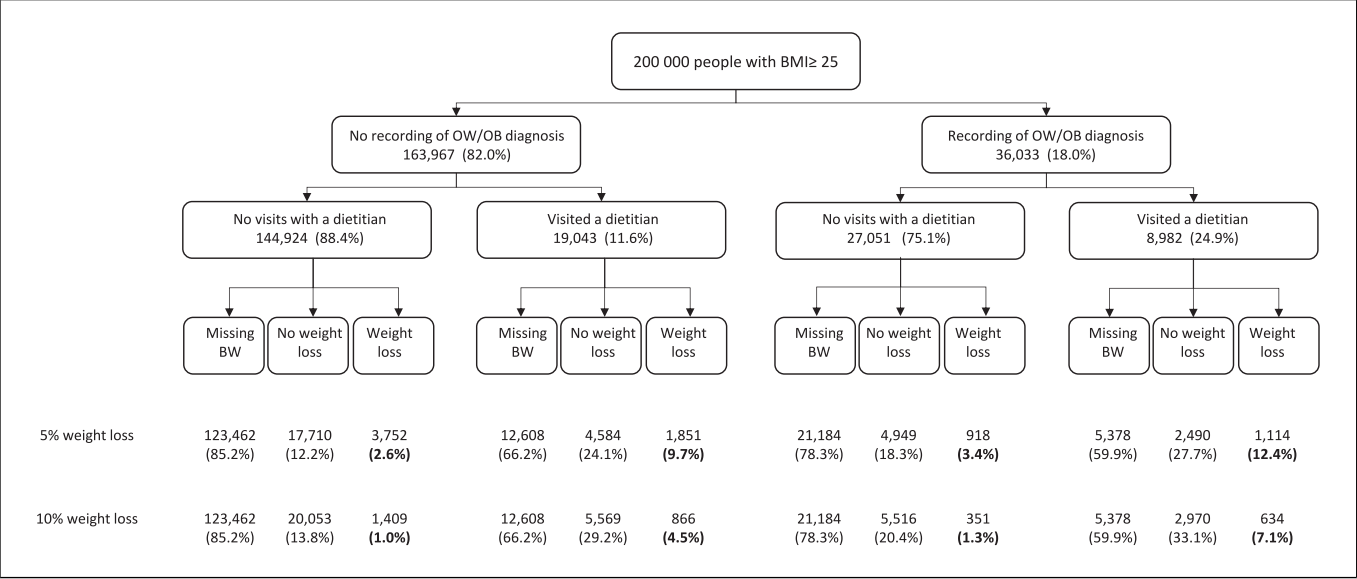 200 000 people with BMI≥ 25
No recording of OW/OB diagnosis
163,967 (82.0%)
Recording of OW/OB diagnosis
36,033 (18.0%)
No visits with a dietitian
144,924 (88.4%)
Visited a dietitian
19,043 (11.6%)
No visits with a dietitian
27,051 (75.1%)
Visited a dietitian
8,982 (24.9%)
Missing
BW
No weight
loss
Weight
loss
Missing
BW
No weight
loss
Weight
loss
Missing
BW
No weight
loss
Weight
loss
Missing
BW
No weight
loss
Weight
loss
5% weight loss 123,462 17,710 3,752 12,608 4,584 1,851 21,184 4,949 918 5,378 2,490 1,114
(85.2%) (12.2%) (2.6%) (66.2%) (24.1%) (9.7%) (78.3%) (18.3%) (3.4%) (59.9%) (27.7%) (12.4%)
10% weight loss 123,462 20,053 1,409 12,608 5,569 866 21,184 5,516 351 5,378 2,970 634
(85.2%) (13.8%) (1.0%) (66.2%) (29.2%) (4.5%) (78.3%) (20.4%) (1.3%) (59.9%) (33.1%) (7.1%)